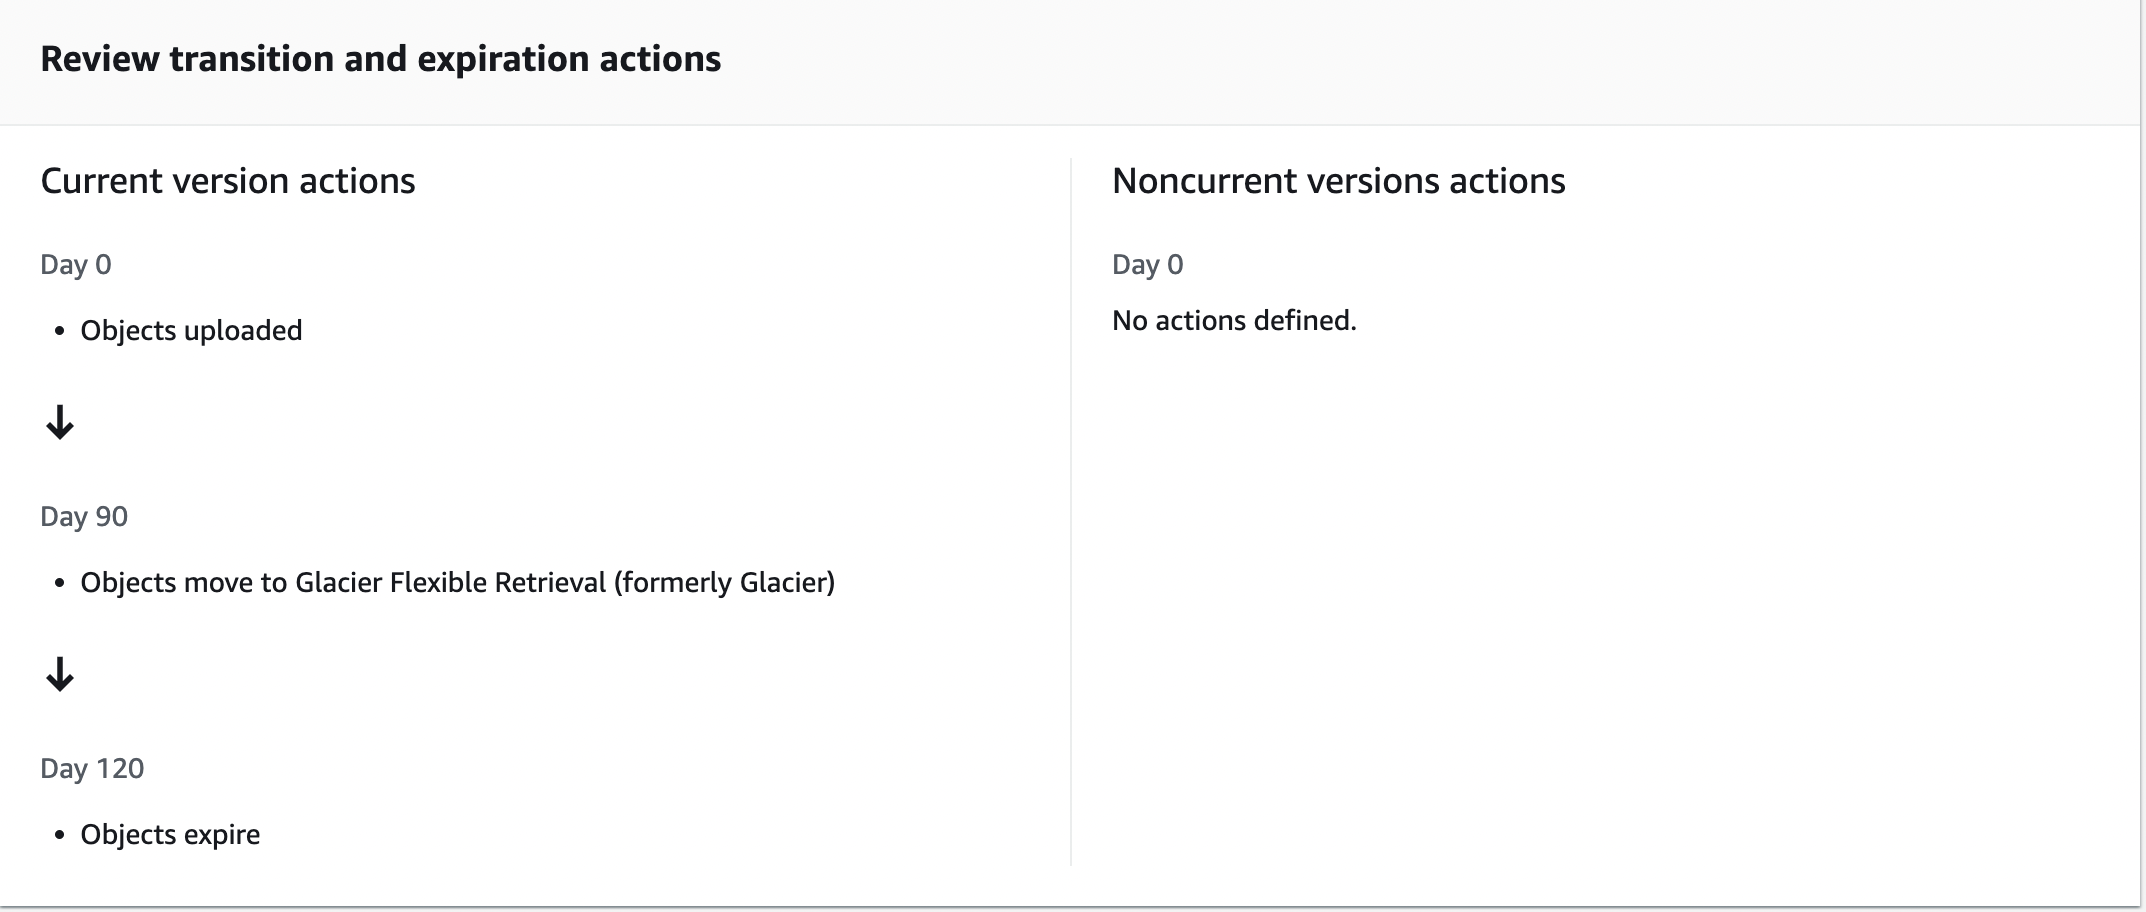 Review transition and expiration actions
Current version actions
Day 0
• Objects uploaded
↓
Day 90
• Objects move to Glacier Flexible Retrieval (formerly Glacier)
↓
Day 120
• Objects expire
Noncurrent versions actions
Day 0
No actions defined.